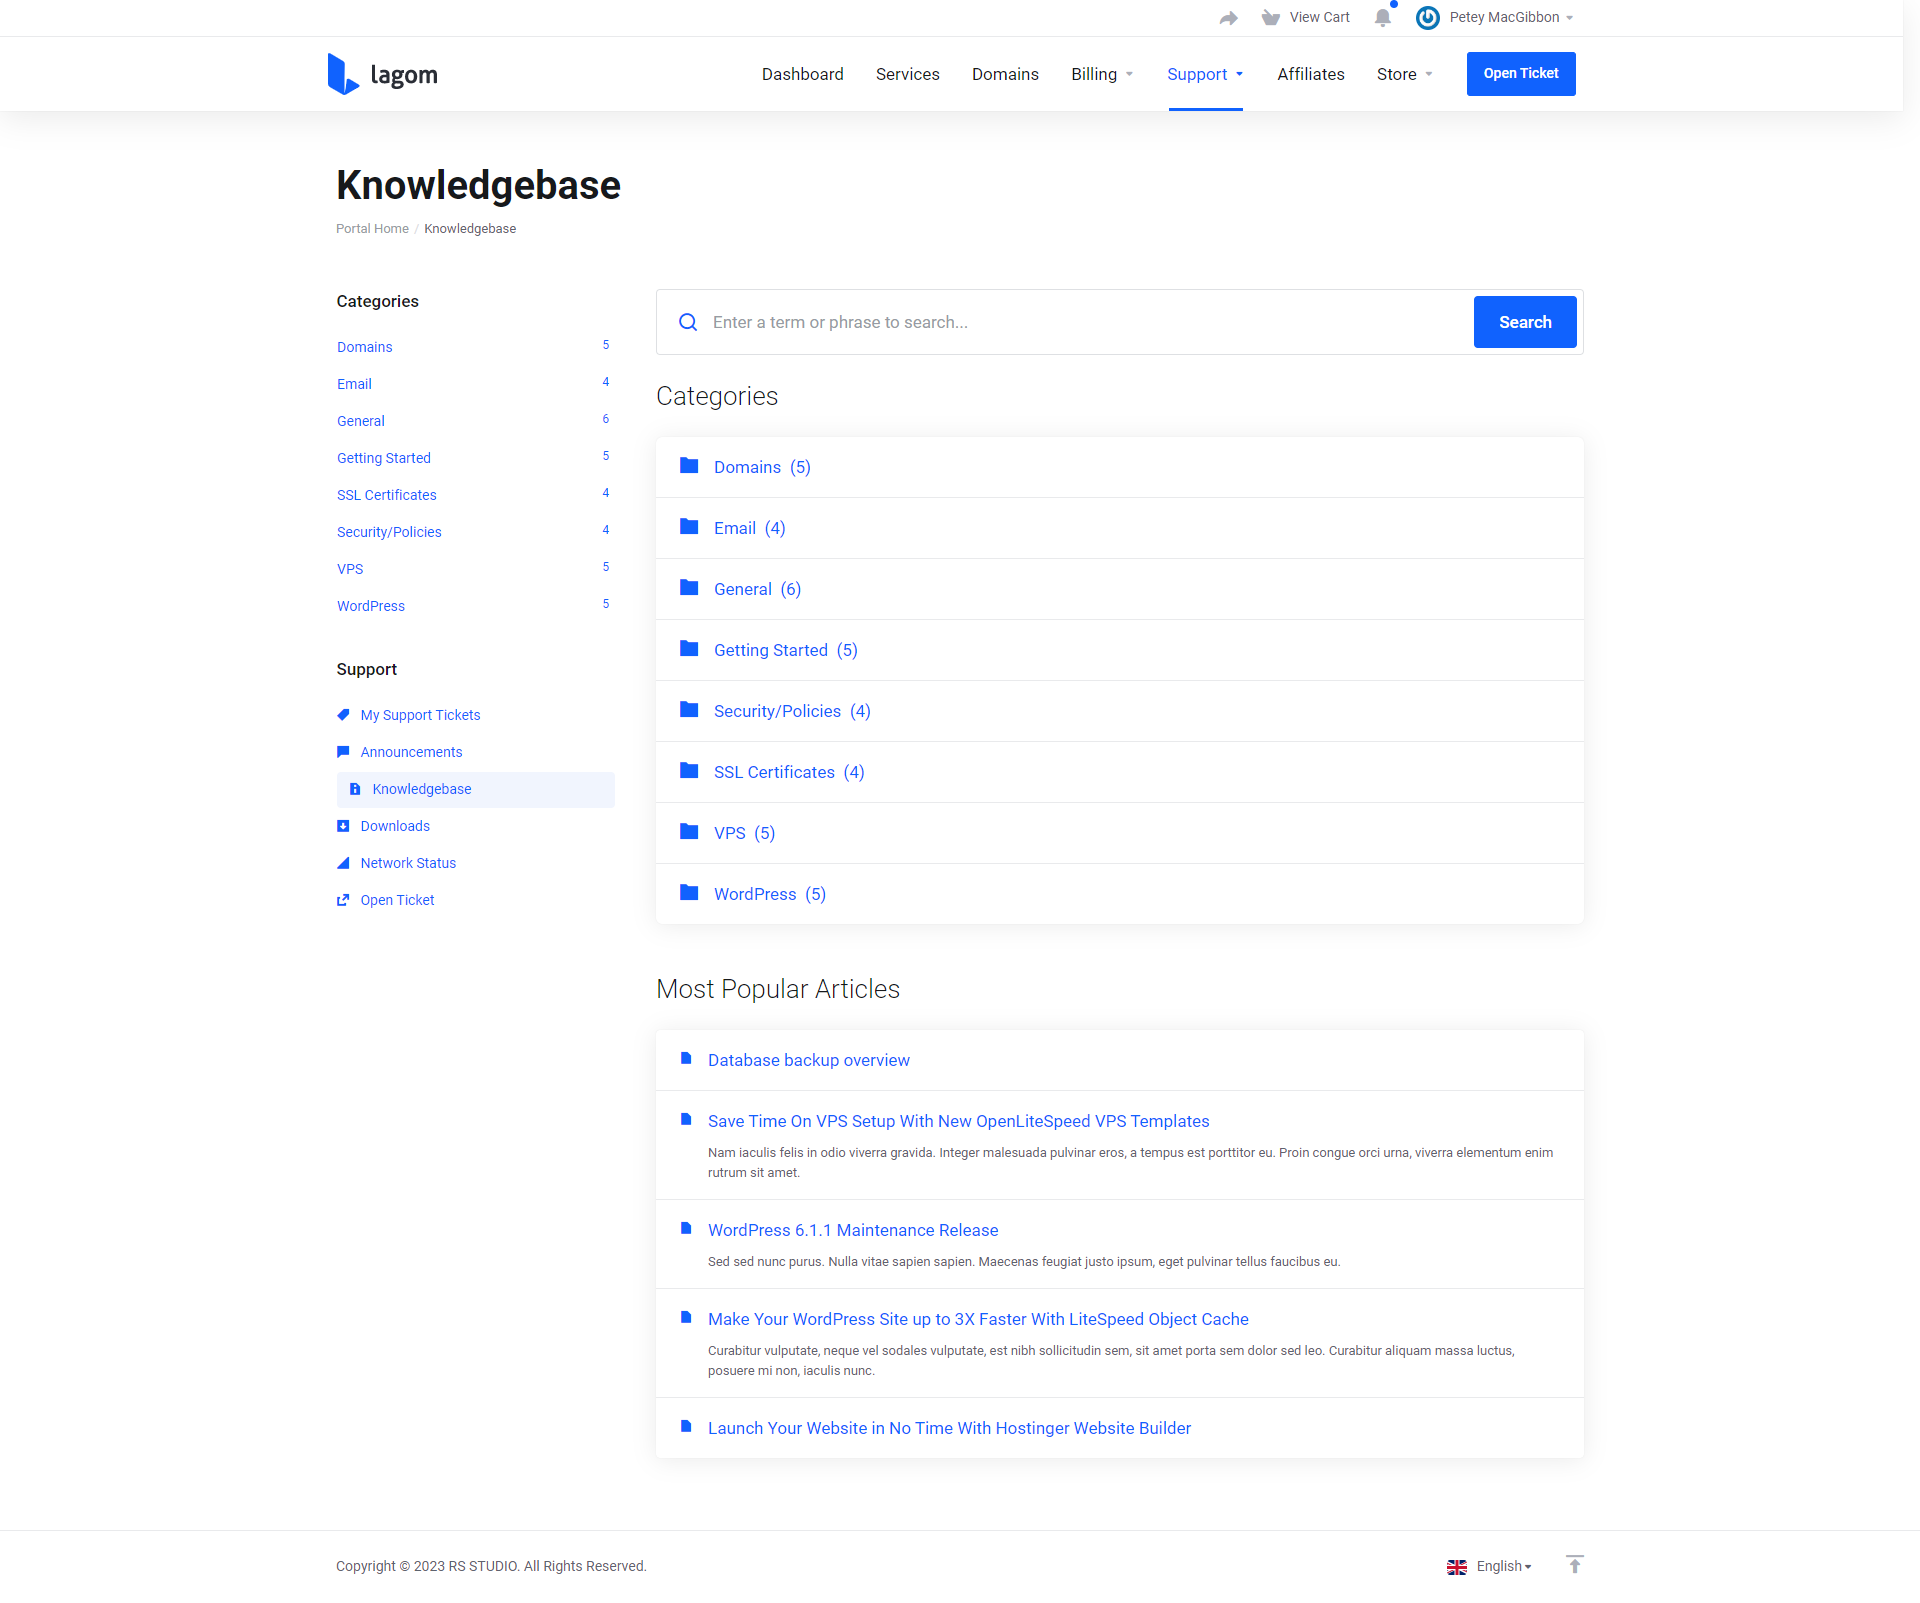 View Cart
Petey MacGibbon
lagom
Dashboard
Services
Domains
Billing
Support
Affiliates
Store
Open Ticket
Knowledgebase
Portal Home / Knowledgebase
Categories
Domains 5
Email 4
General 6
Getting Started 5
SSL Certificates 4
Security/Policies 4
VPS 5
WordPress 5
Support
My Support Tickets
Announcements
Knowledgebase
Downloads
Network Status
Open Ticket
Enter a term or phrase to search...
Search
Categories
Domains (5)
Email (4)
General (6)
Getting Started (5)
Security/Policies (4)
SSL Certificates (4)
VPS (5)
WordPress (5)
Most Popular Articles
Database backup overview
Save Time On VPS Setup With New OpenLiteSpeed VPS Templates
Nam iaculis felis in odio viverra gravida. Integer malesuada pulvinar eros, a tempus est porttitor eu. Proin congue orci urna, viverra elementum enim
rutrum sit amet.
WordPress 6.1.1 Maintenance Release
Sed sed nunc purus. Nulla vitae sapien sapien. Maecenas feugiat justo ipsum, eget pulvinar tellus faucibus eu.
Make Your WordPress Site up to 3X Faster With LiteSpeed Object Cache
Curabitur vulputate, neque vel sodales vulputate, est nibh sollicitudin sem, sit amet porta sem dolor sed leo. Curabitur aliquam massa luctus,
posuere mi non, iaculis nunc.
Launch Your Website in No Time With Hostinger Website Builder
Copyright © 2023 RS STUDIO. All Rights Reserved.
English